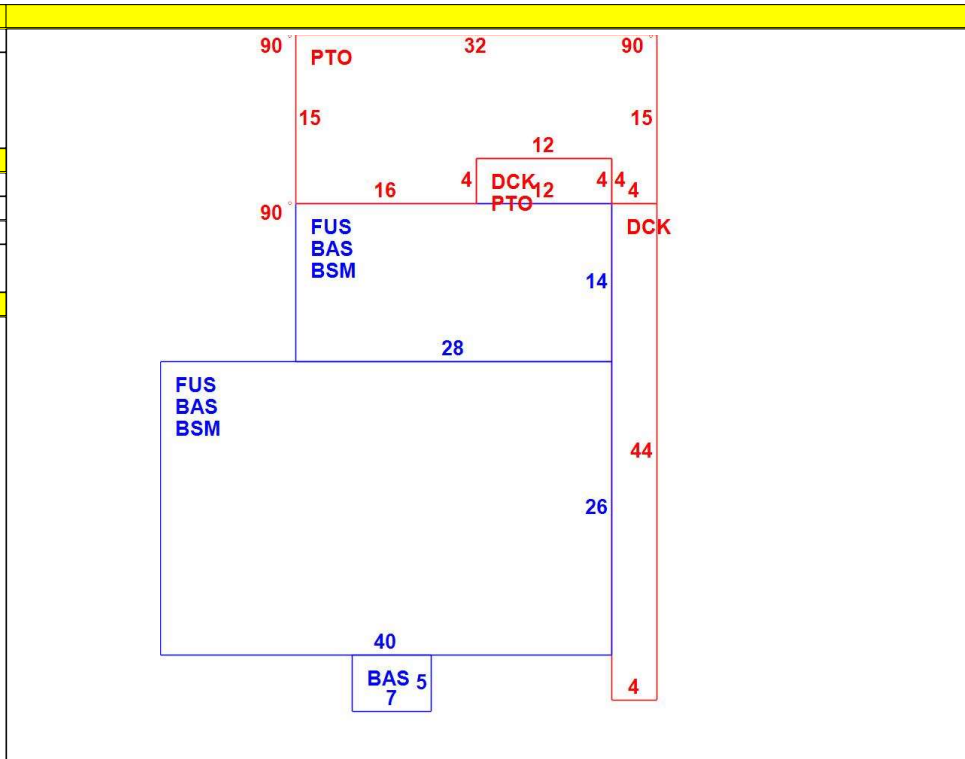 90 32 90
PTO
15 15
12
4 DCK 12 4 4 4
16 PTO
90
FUS DCK
BAS
BSM
14
28
FUS
BAS
BSM
44
26
40
BAS 5
7
4